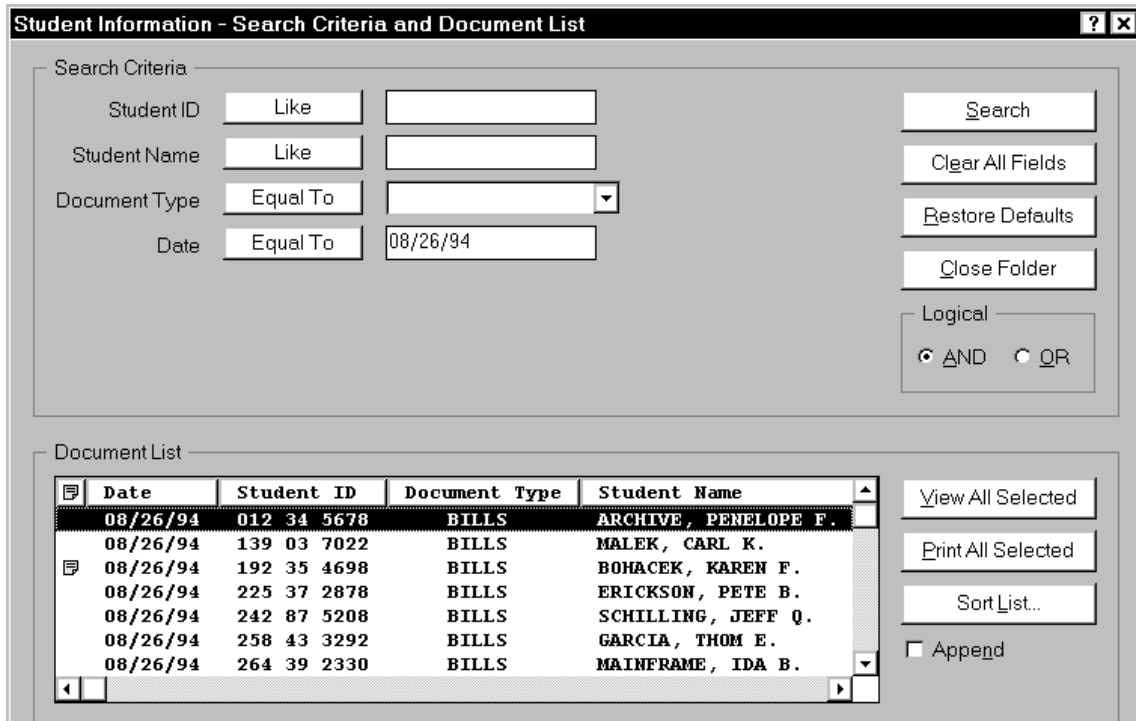 Student Information - Search Criteria and Document List ? X
Search Criteria
Student ID Like
Student Name Like
Document Type Equal To
Date Equal To 08/26/94
Search
Clear All Fields
Restore Defaults
Close Folder
Logical
AND OR
Document List
Date Student ID Document Type Student Name
08/26/94 012 34 5678 BILLS ARCHIVE, PENELOPE F.
08/26/94 139 03 7022 BILLS MALEK, CARL K.
08/26/94 192 35 4698 BILLS BOHACEK, KAREN F.
08/26/94 225 37 2878 BILLS ERICKSON, PETE B.
08/26/94 242 87 5208 BILLS SCHILLING, JEFF Q.
08/26/94 258 43 3292 BILLS GARCIA, THOM E.
08/26/94 264 39 2330 BILLS MAINFRAME, IDA B.
View All Selected
Print All Selected
Sort List...
Append